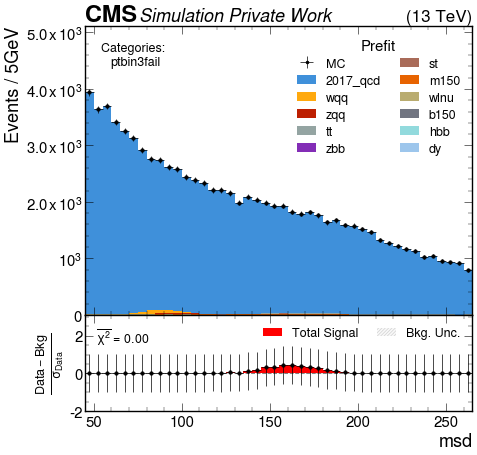 CMS Simulation Private Work (13 TeV)
Events / 5GeV
5.0 x 10³
4.0 x 10³
3.0 x 10³
2.0 x 10³
10³
0
Categories:
ptbin3fail
Prefit
MC
2017_qcd
wqq
zqq
tt
zbb
st
m150
wlnu
b150
hbb
dy
Data - Bkg
σData
2
0
-2
χ² = 0.00
Total Signal
Bkg. Unc.
50 100 150 200 250
msd